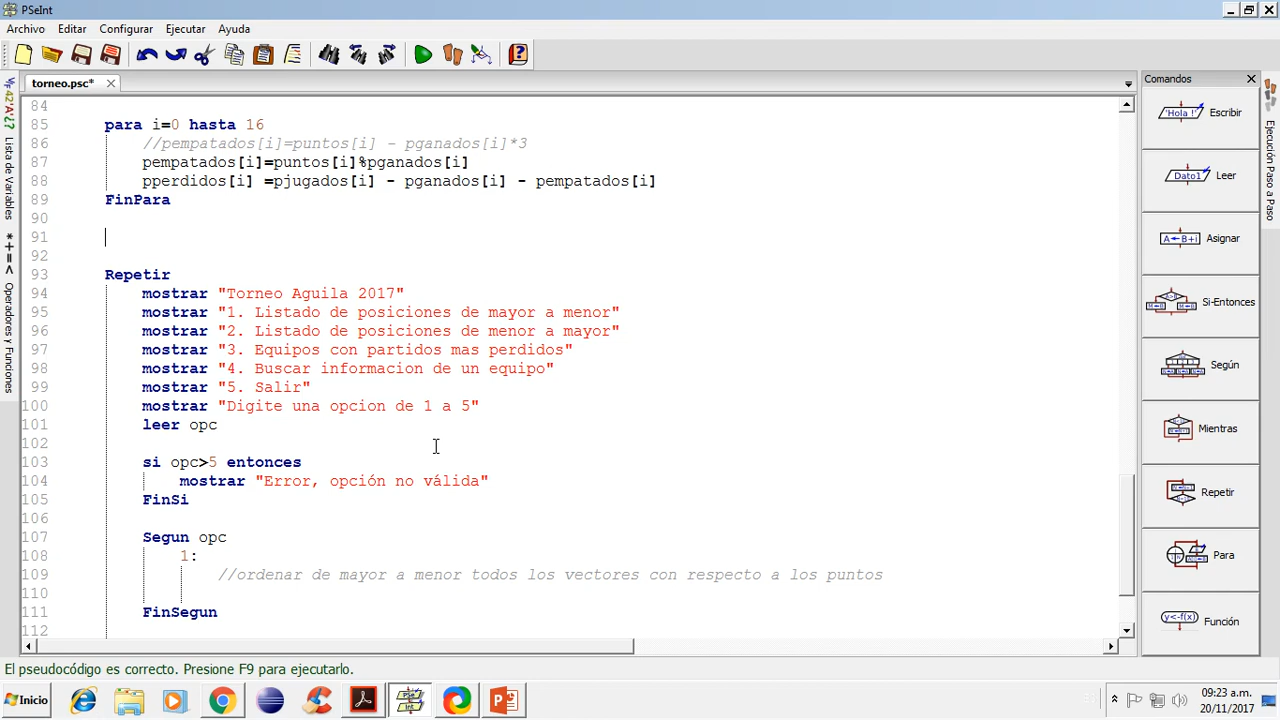 PSeInt
Archivo Editar Configurar Ejecutar Ayuda
torneo.psc*
Comandos
84
85 para i=0 hasta 16
86 //pempatados[i]=puntos[i] - pganados[i]*3
87 pempatados[i]=puntos[i]%pganados[i]
88 pperdidos[i] =pjugados[i] - pganados[i] - pempatados[i]
89 FinPara
90
91
92
93 Repetir
94 mostrar "Torneo Aguila 2017"
95 mostrar "1. Listado de posiciones de mayor a menor"
96 mostrar "2. Listado de posiciones de menor a mayor"
97 mostrar "3. Equipos con partidos mas perdidos"
98 mostrar "4. Buscar informacion de un equipo"
99 mostrar "5. Salir"
100 mostrar "Digite una opcion de 1 a 5"
101 leer opc
102
103 si opc>5 entonces
104 mostrar "Error, opción no válida"
105 FinSi
106
107 Segun opc
108 1:
109 //ordenar de mayor a menor todos los vectores con respecto a los puntos
110
111 FinSegun
112
Lista de Variables
Operadores y Funciones
'Hola !' Escribir
Dato1 Leer
A←B+i Asignar
Si-Entonces
Según
Mientras
Repetir
Para
y<-f(x) Función
Ejecución Paso a Paso
El pseudocódigo es correcto. Presione F9 para ejecutarlo.
Inicio
09:23 a.m.
20/11/2017